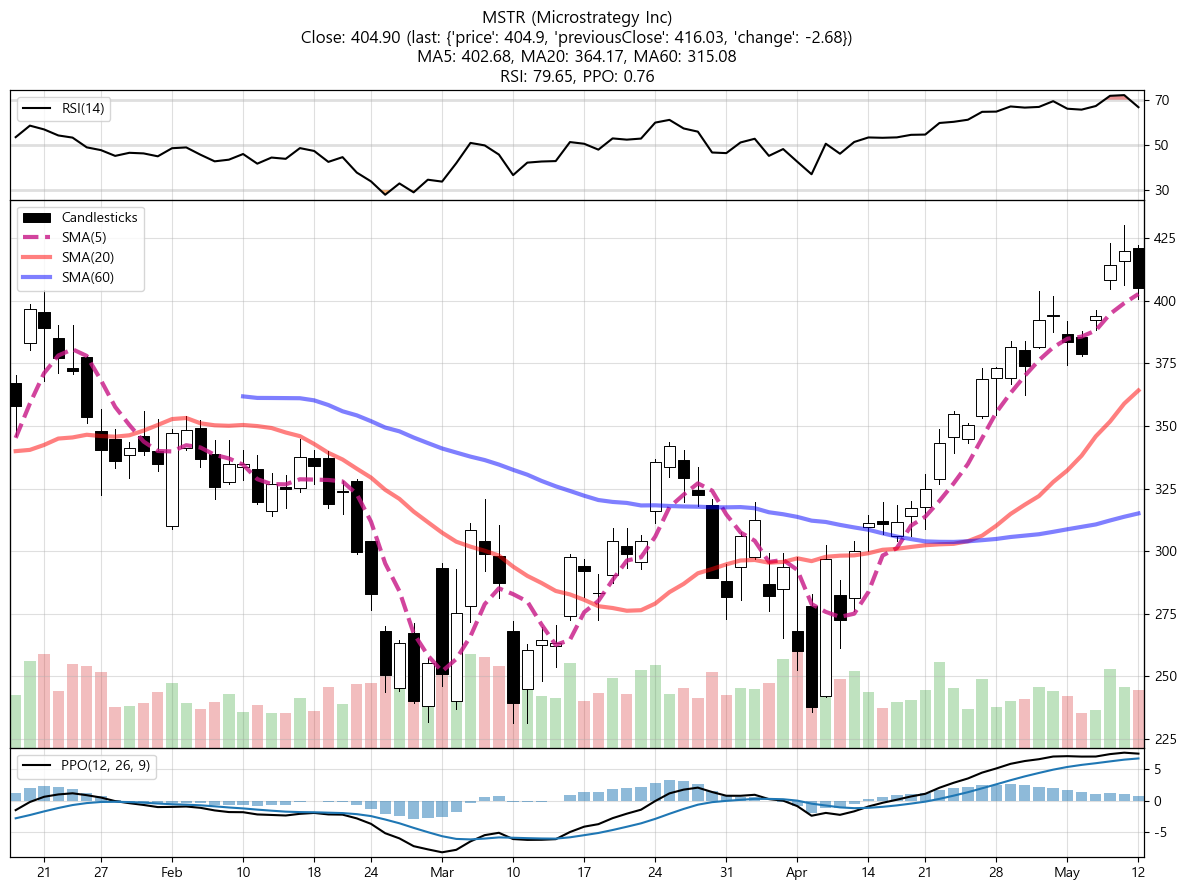 MSTR (Microstrategy Inc)
Close: 404.90 (last: {'price': 404.9, 'previousClose': 416.03, 'change': -2.68})
MA5: 402.68, MA20: 364.17, MA60: 315.08
RSI: 79.65, PPO: 0.76
RSI(14)
70
50
30
Candlesticks
SMA(5)
SMA(20)
SMA(60)
425
400
375
350
325
300
275
250
225
PPO(12, 26, 9)
5
0
-5
21 27 Feb 10 18 24 Mar 10 17 24 31 Apr 14 21 28 May 12